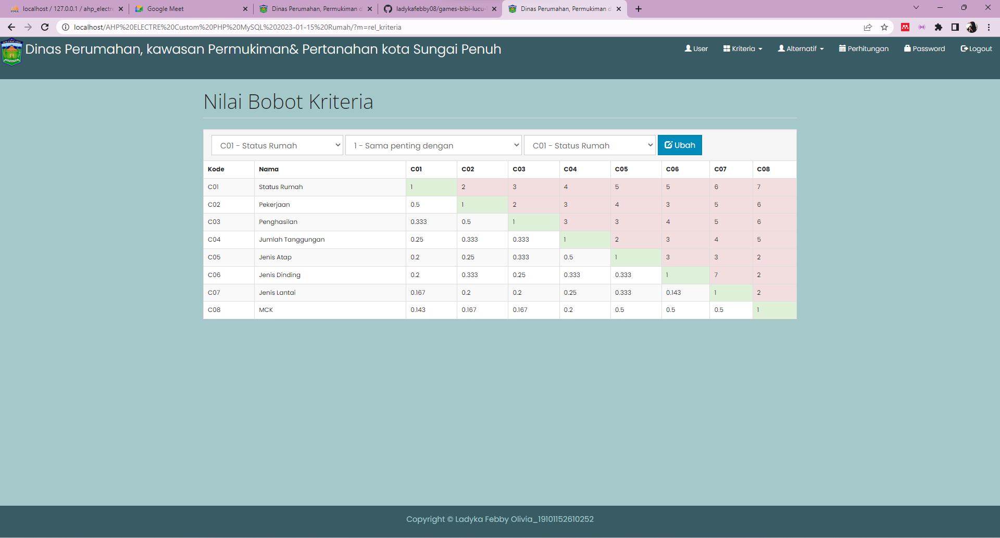 localhost / 127.0.0.1 / ahp_electre
Google Meet
Dinas Perumahan, Permukiman d
ladykafebby08/games-bibi-lucu-
Dinas Perumahan, Permukiman d
localhost/AHP%20ELECTRE%20Custom%20PHP%20MySQL%202023-01-15%20Rumah/?m=rel_kriteria
Dinas Perumahan, kawasan Permukiman& Pertanahan kota Sungai Penuh
User Kriteria Alternatif Perhitungan Password Logout
Nilai Bobot Kriteria
C01 - Status Rumah 1 - Sama penting dengan C01 - Status Rumah Ubah
Kode Nama C01 C02 C03 C04 C05 C06 C07 C08
C01 Status Rumah 1 2 3 4 5 5 6 7
C02 Pekerjaan 0.5 1 2 3 4 3 5 6
C03 Penghasilan 0.333 0.5 1 3 3 4 5 6
C04 Jumlah Tanggungan 0.25 0.333 0.333 1 2 3 4 5
C05 Jenis Atap 0.2 0.25 0.333 0.5 1 3 3 2
C06 Jenis Dinding 0.2 0.333 0.25 0.333 0.333 1 7 2
C07 Jenis Lantai 0.167 0.2 0.2 0.25 0.333 0.143 1 2
C08 MCK 0.143 0.167 0.167 0.2 0.5 0.5 0.5 1
Copyright © Ladyka Febby Olivia_19101152610252